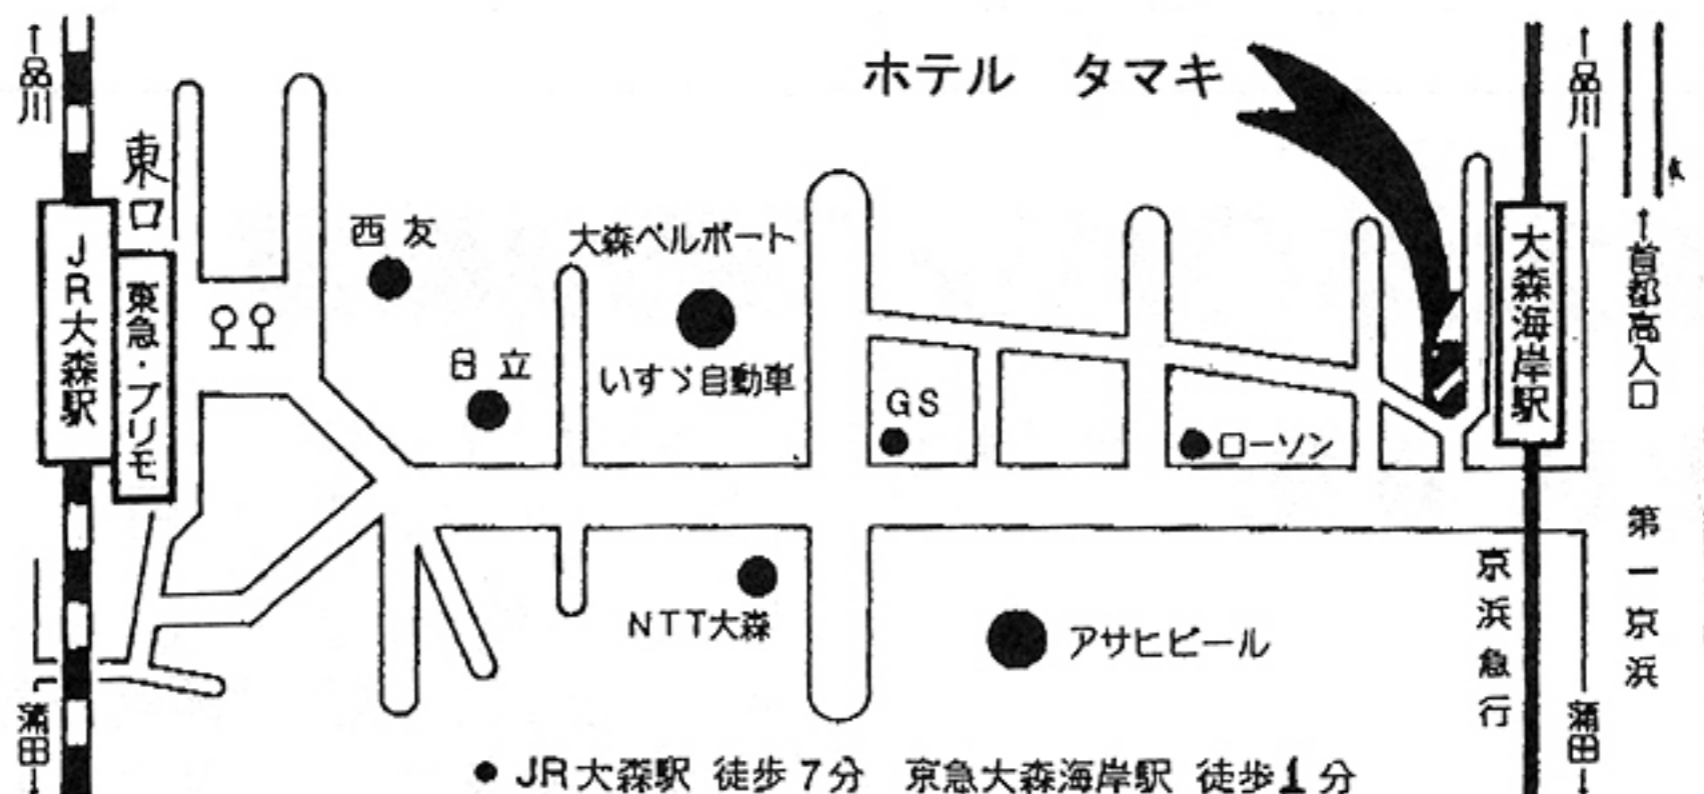 ↑品川
東口
JR大森駅
東急・プリモ
西友
日立
大森ベルポート
いすゞ自動車
ホテル タマキ
GS
ローソン
NTT大森
アサヒビール
大森海岸駅
↑品川
↑首都高入口
第一京浜
京浜急行
蒲田↓
蒲田↓
●JR大森駅 徒歩7分 京急大森海岸駅 徒歩1分